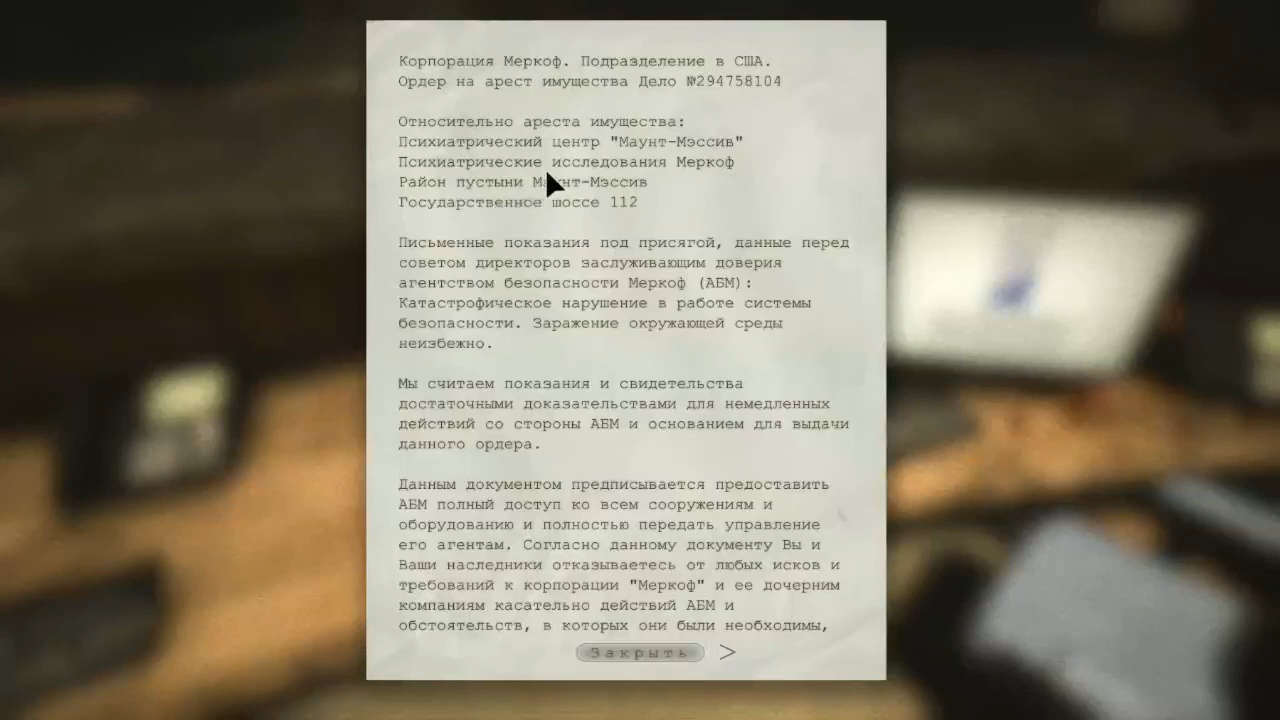 Корпорация Меркоф. Подразделение в США.
Ордер на арест имущества Дело №294758104
Относительно ареста имущества:
Психиатрический центр "Маунт-Мэссив"
Психиатрические исследования Меркоф
Район пустыни Маунт-Мэссив
Государственное шоссе 112
Письменные показания под присягой, данные перед
советом директоров заслуживающим доверия
агентством безопасности Меркоф (АБМ):
Катастрофическое нарушение в работе системы
безопасности. Заражение окружающей среды
неизбежно.
Мы считаем показания и свидетельства
достаточными доказательствами для немедленных
действий со стороны АБМ и основанием для выдачи
данного ордера.
Данным документом предписывается предоставить
АБМ полный доступ ко всем сооружениям и
оборудованию и полностью передать управление
его агентам. Согласно данному документу Вы и
Ваши наследники отказываетесь от любых исков и
требований к корпорации "Меркоф" и ее дочерним
компаниям касательно действий АБМ и
обстоятельств, в которых они были необходимы,
Закрыть >